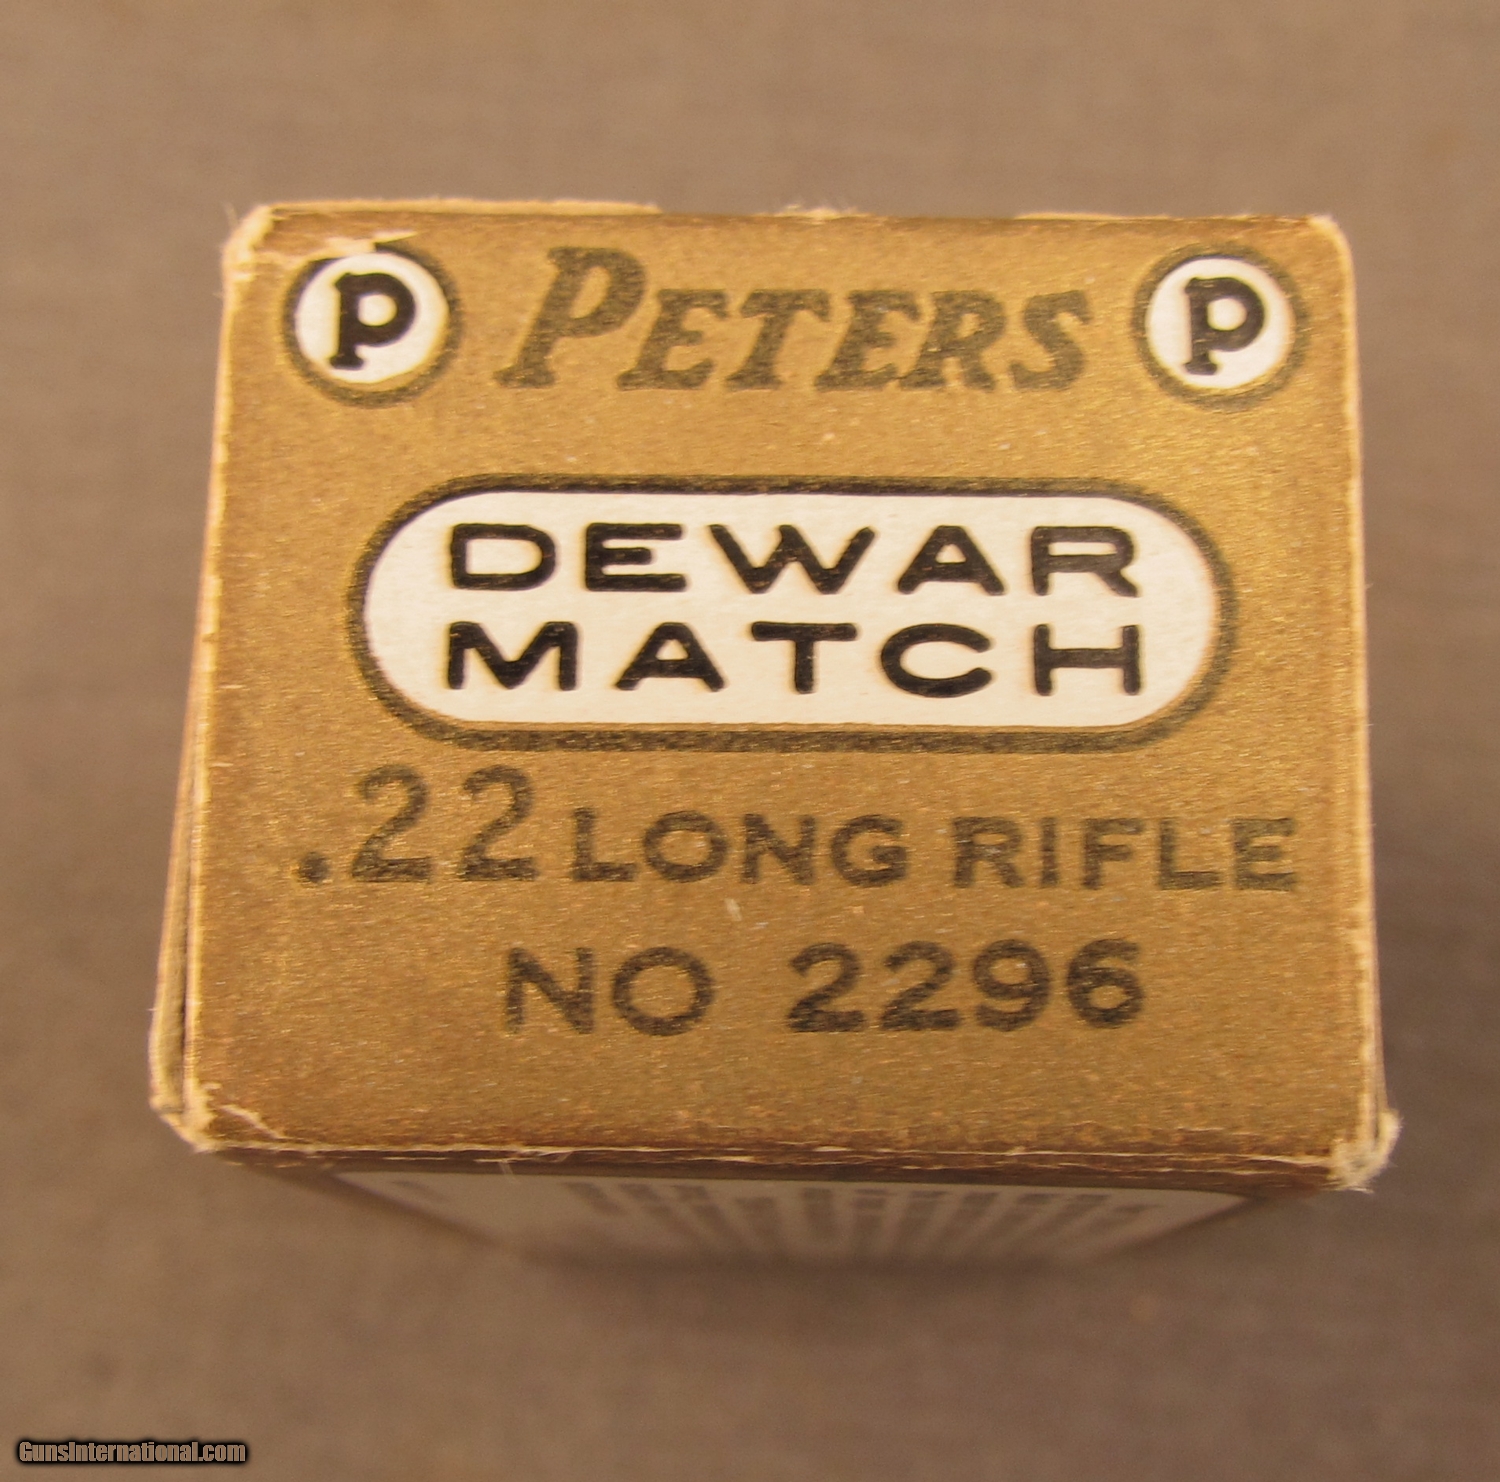 P PETERS P
DEWAR
MATCH
.22 LONG RIFLE
NO 2296
GunsInternational.com